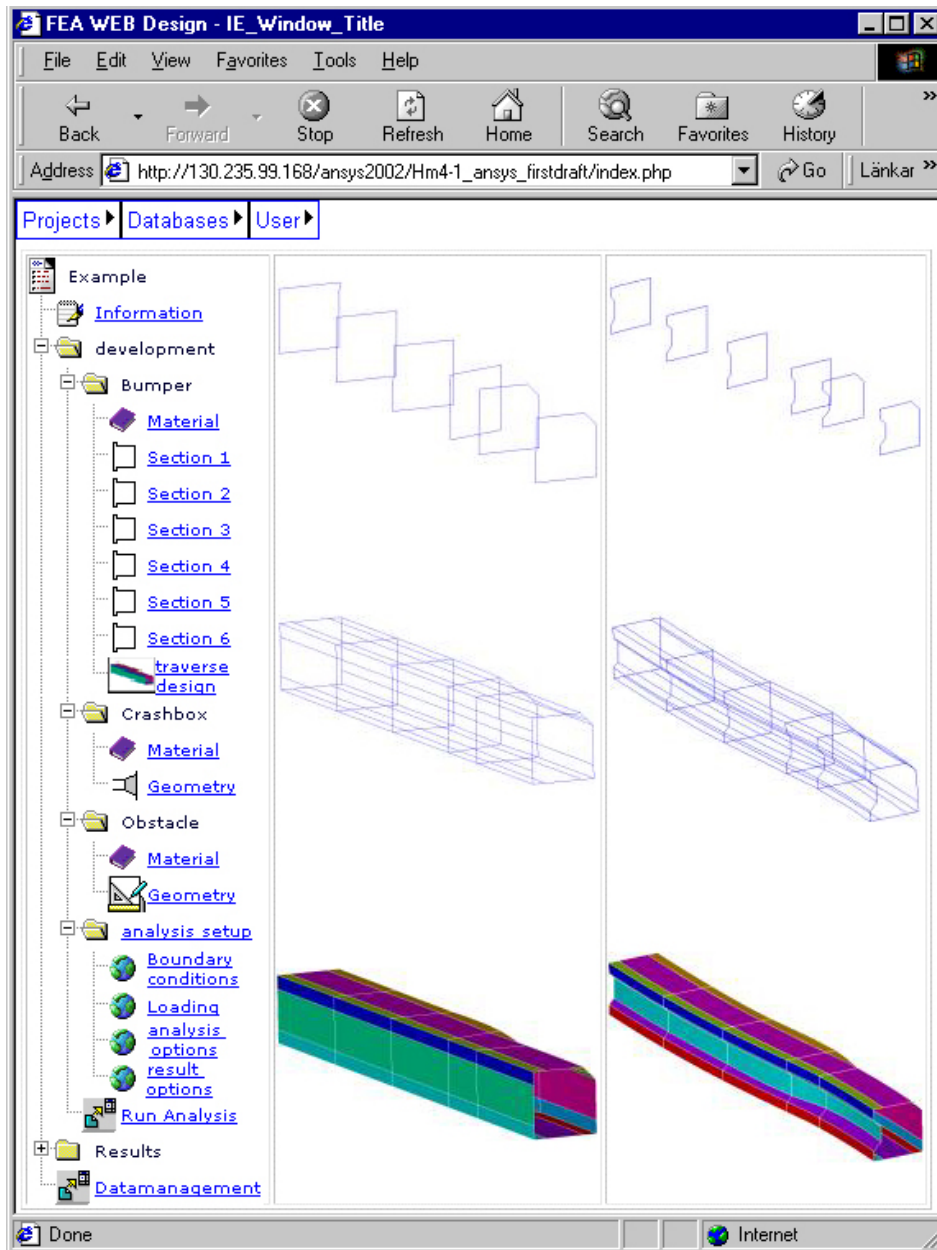 FEA WEB Design - IE_Window_Title
File Edit View Favorites Tools Help
Back Forward Stop Refresh Home Search Favorites History »
Address http://130.235.99.168/ansys2002/Hm4-1_ansys_firstdraft/index.php Go Länkar »
Projects Databases User
Example
Information
development
Bumper
Material
Section 1
Section 2
Section 3
Section 4
Section 5
Section 6
traverse
design
Crashbox
Material
Geometry
Obstacle
Material
Geometry
analysis setup
Boundary
conditions
Loading
analysis
options
result
options
Run Analysis
Results
Datamanagement
Done Internet